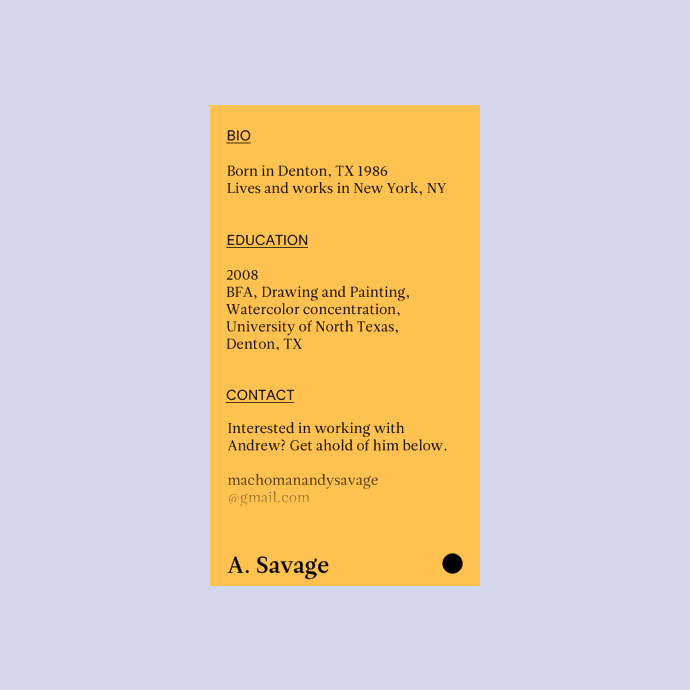 BIO
Born in Denton, TX 1986
Lives and works in New York, NY
EDUCATION
2008
BFA, Drawing and Painting,
Watercolor concentration,
University of North Texas,
Denton, TX
CONTACT
Interested in working with
Andrew? Get ahold of him below.
machomanandysavage
@gmail.com
A. Savage